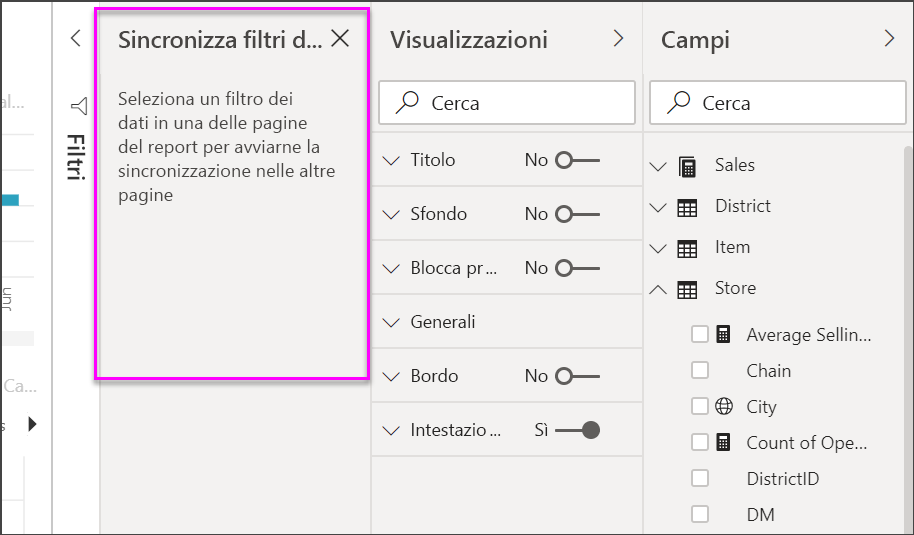 al...
Jun
Ca...
s
Filtri
Sincronizza filtri d...
Seleziona un filtro dei
dati in una delle pagine
del report per avviarne la
sincronizzazione nelle altre
pagine
Visualizzazioni
Cerca
Titolo No
Sfondo No
Blocca pr... No
Generali
Bordo No
Intestazio... Sì
Campi
Cerca
Sales
District
Item
Store
Average Sellin...
Chain
City
Count of Ope...
DistrictID
DM